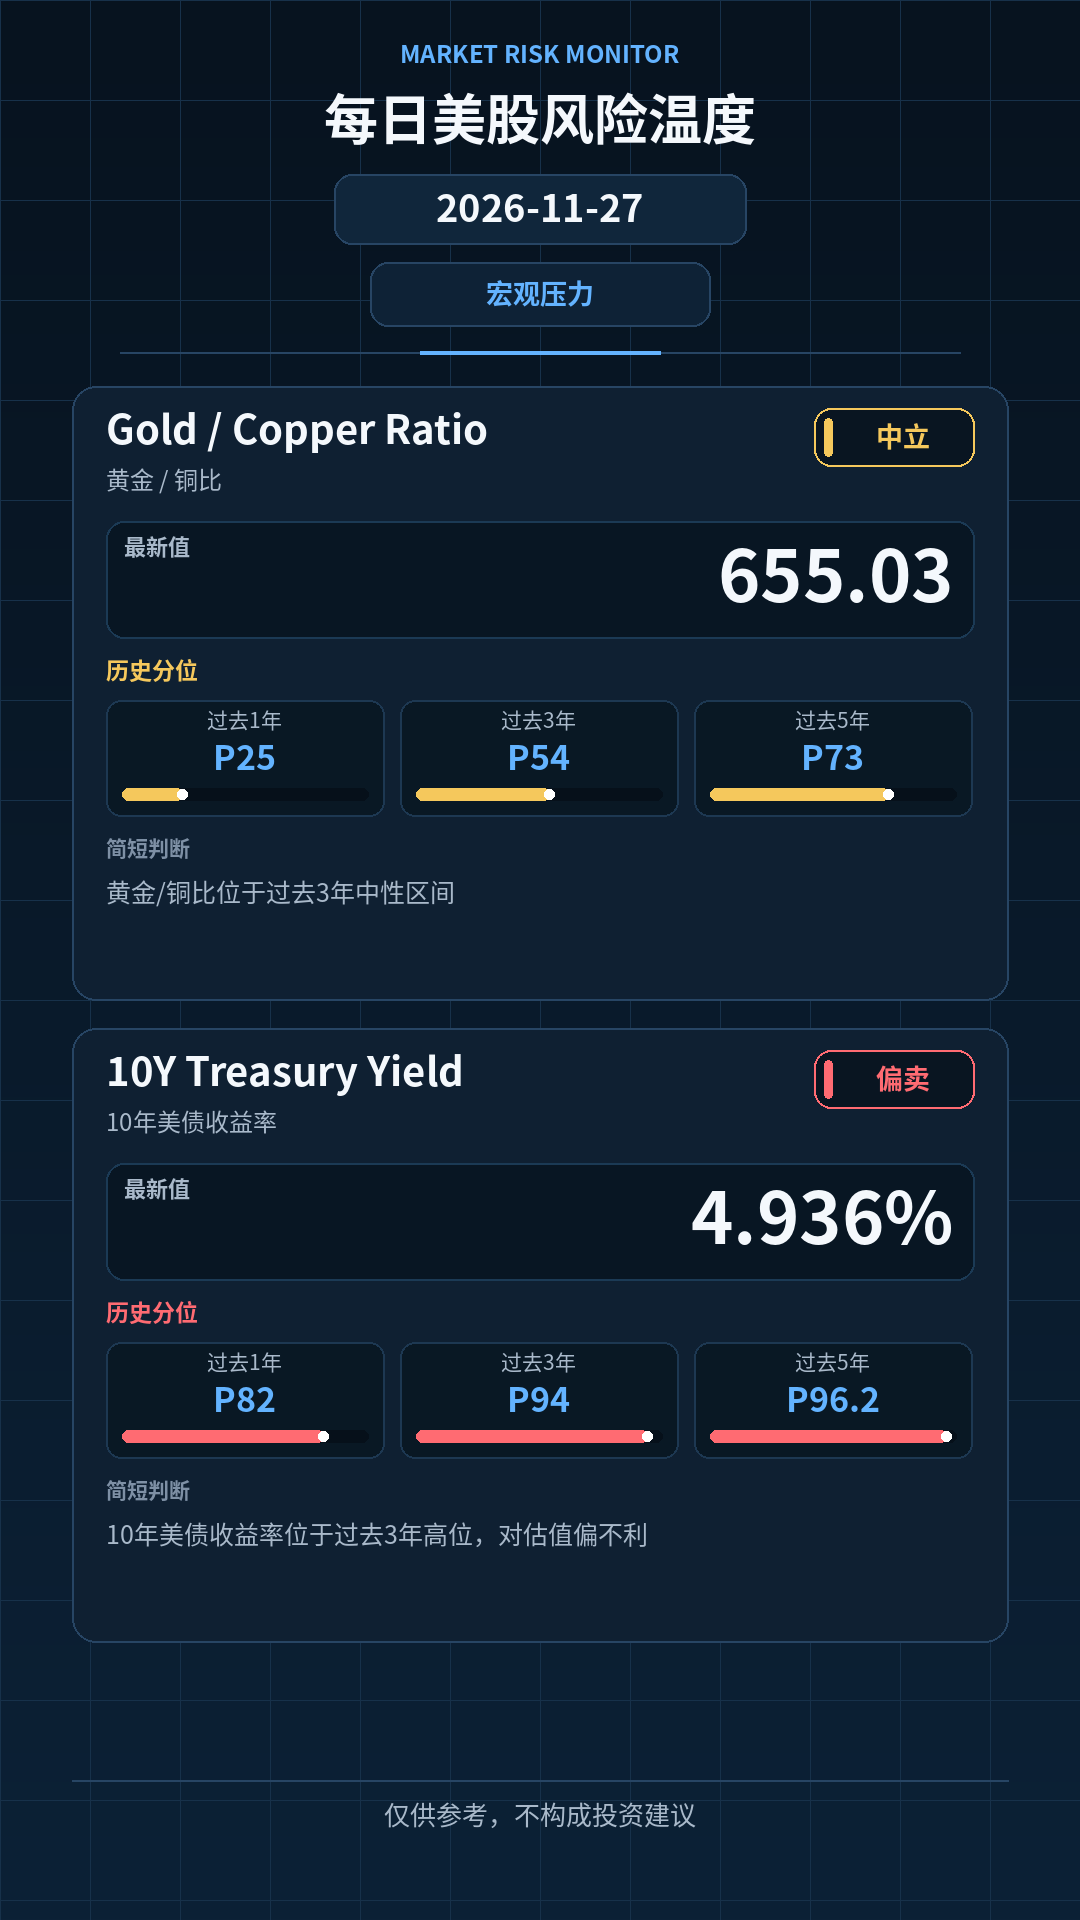 MARKET RISK MONITOR
每日美股风险温度
2026-11-27
宏观压力
Gold / Copper Ratio
中立
黄金 / 铜比
最新值
655.03
历史分位
过去1年
P25
过去3年
P54
过去5年
P73
简短判断
黄金/铜比位于过去3年中性区间
10Y Treasury Yield
偏卖
10年美债收益率
最新值
4.936%
历史分位
过去1年
P82
过去3年
P94
过去5年
P96.2
简短判断
10年美债收益率位于过去3年高位，对估值偏不利
仅供参考，不构成投资建议